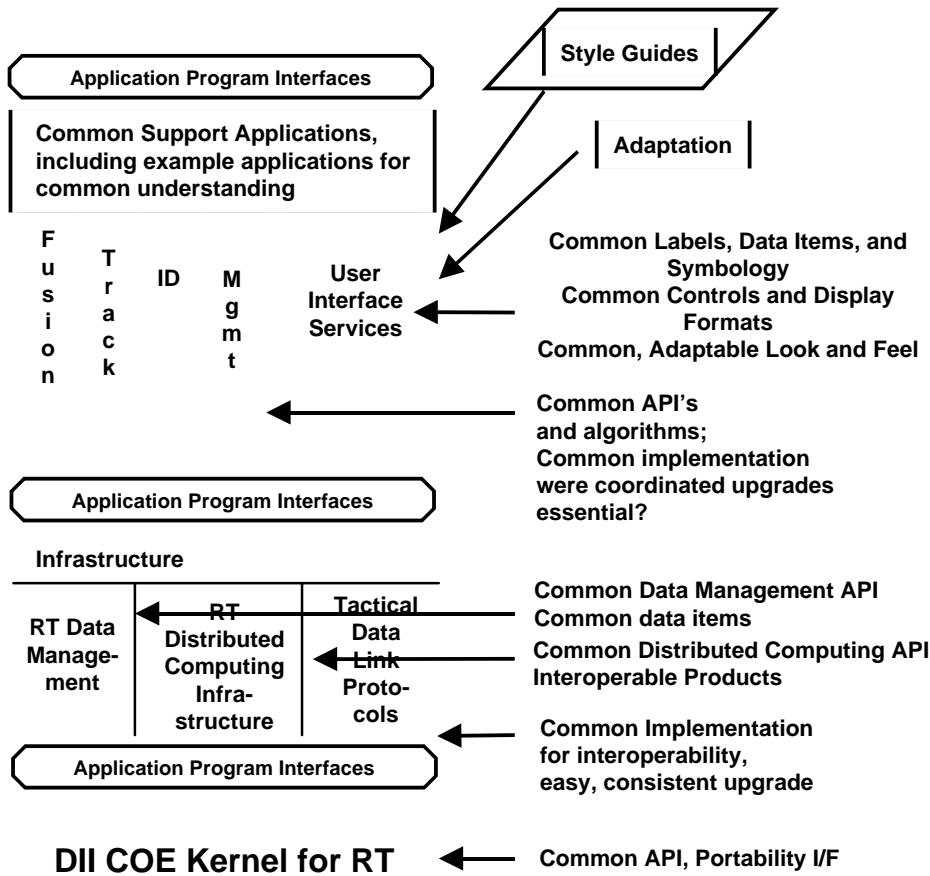 Style Guides
Application Program Interfaces
Adaptation
Common Support Applications,
including example applications for
common understanding
Fusion
Track
ID
Mgmt
User
Interface
Services
Common Labels, Data Items, and
Symbology
Common Controls and Display
Formats
Common, Adaptable Look and Feel
Common API's
and algorithms;
Common implementation
were coordinated upgrades
essential?
Application Program Interfaces
Infrastructure
RT Data
Manage-
ment
RT
Distributed
Computing
Infra-
structure
Tactical
Data
Link
Proto-
cols
Common Data Management API
Common data items
Common Distributed Computing API
Interoperable Products
Common Implementation
for interoperability,
easy, consistent upgrade
Application Program Interfaces
DII COE Kernel for RT
Common API, Portability I/F